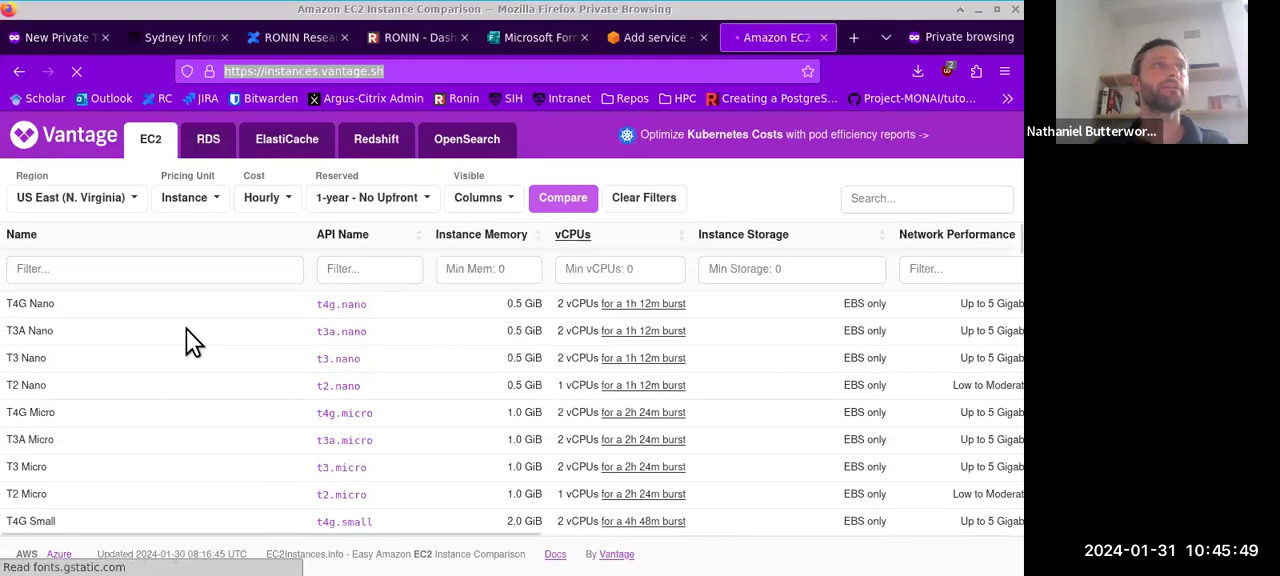 Amazon EC2 Instance Comparison — Mozilla Firefox Private Browsing
New Private T
Sydney Inform
RONIN Resea
RONIN - Dash
Microsoft For
Add service -
Amazon EC2
Private browsing
https://instances.vantage.sh
2
Scholar
Outlook
RC
JIRA
Bitwarden
Argus-Citrix Admin
Ronin
SIH
Intranet
Repos
HPC
Creating a PostgreS...
Project-MONAI/tuto...
Vantage
EC2
RDS
ElastiCache
Redshift
OpenSearch
Optimize Kubernetes Costs with pod efficiency reports ->
Region
Pricing Unit
Cost
Reserved
Visible
US East (N. Virginia)
Instance
Hourly
1-year - No Upfront
Columns
Compare
Clear Filters
Search...
Name API Name Instance Memory vCPUs Instance Storage Network Performance
Filter... Filter... Min Mem: 0 Min vCPUs: 0 Min Storage: 0 Filter...
T4G Nano t4g.nano 0.5 GiB 2 vCPUs for a 1h 12m burst EBS only Up to 5 Gigab
T3A Nano t3a.nano 0.5 GiB 2 vCPUs for a 1h 12m burst EBS only Up to 5 Gigab
T3 Nano t3.nano 0.5 GiB 2 vCPUs for a 1h 12m burst EBS only Up to 5 Gigab
T2 Nano t2.nano 0.5 GiB 1 vCPUs for a 1h 12m burst EBS only Low to Moderat
T4G Micro t4g.micro 1.0 GiB 2 vCPUs for a 2h 24m burst EBS only Up to 5 Gigab
T3A Micro t3a.micro 1.0 GiB 2 vCPUs for a 2h 24m burst EBS only Up to 5 Gigab
T3 Micro t3.micro 1.0 GiB 2 vCPUs for a 2h 24m burst EBS only Up to 5 Gigab
T2 Micro t2.micro 1.0 GiB 1 vCPUs for a 2h 24m burst EBS only Low to Moderat
T4G Small t4g.small 2.0 GiB 2 vCPUs for a 4h 48m burst EBS only Up to 5 Gigab
AWS Azure Updated 2024-01-30 08:16:45 UTC EC2Instances.info - Easy Amazon EC2 Instance Comparison Docs By Vantage
Read fonts.gstatic.com
Nathaniel Butterwor...
2024-01-31 10:45:49